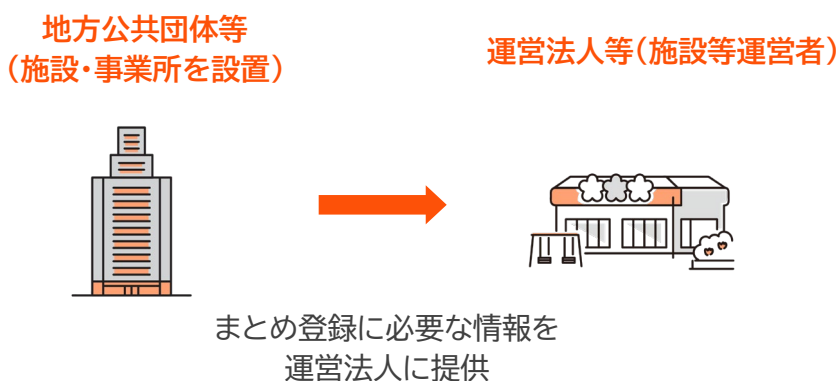 地方公共団体等
（施設・事業所を設置）
運営法人等（施設等運営者）
まとめ登録に必要な情報を
運営法人に提供